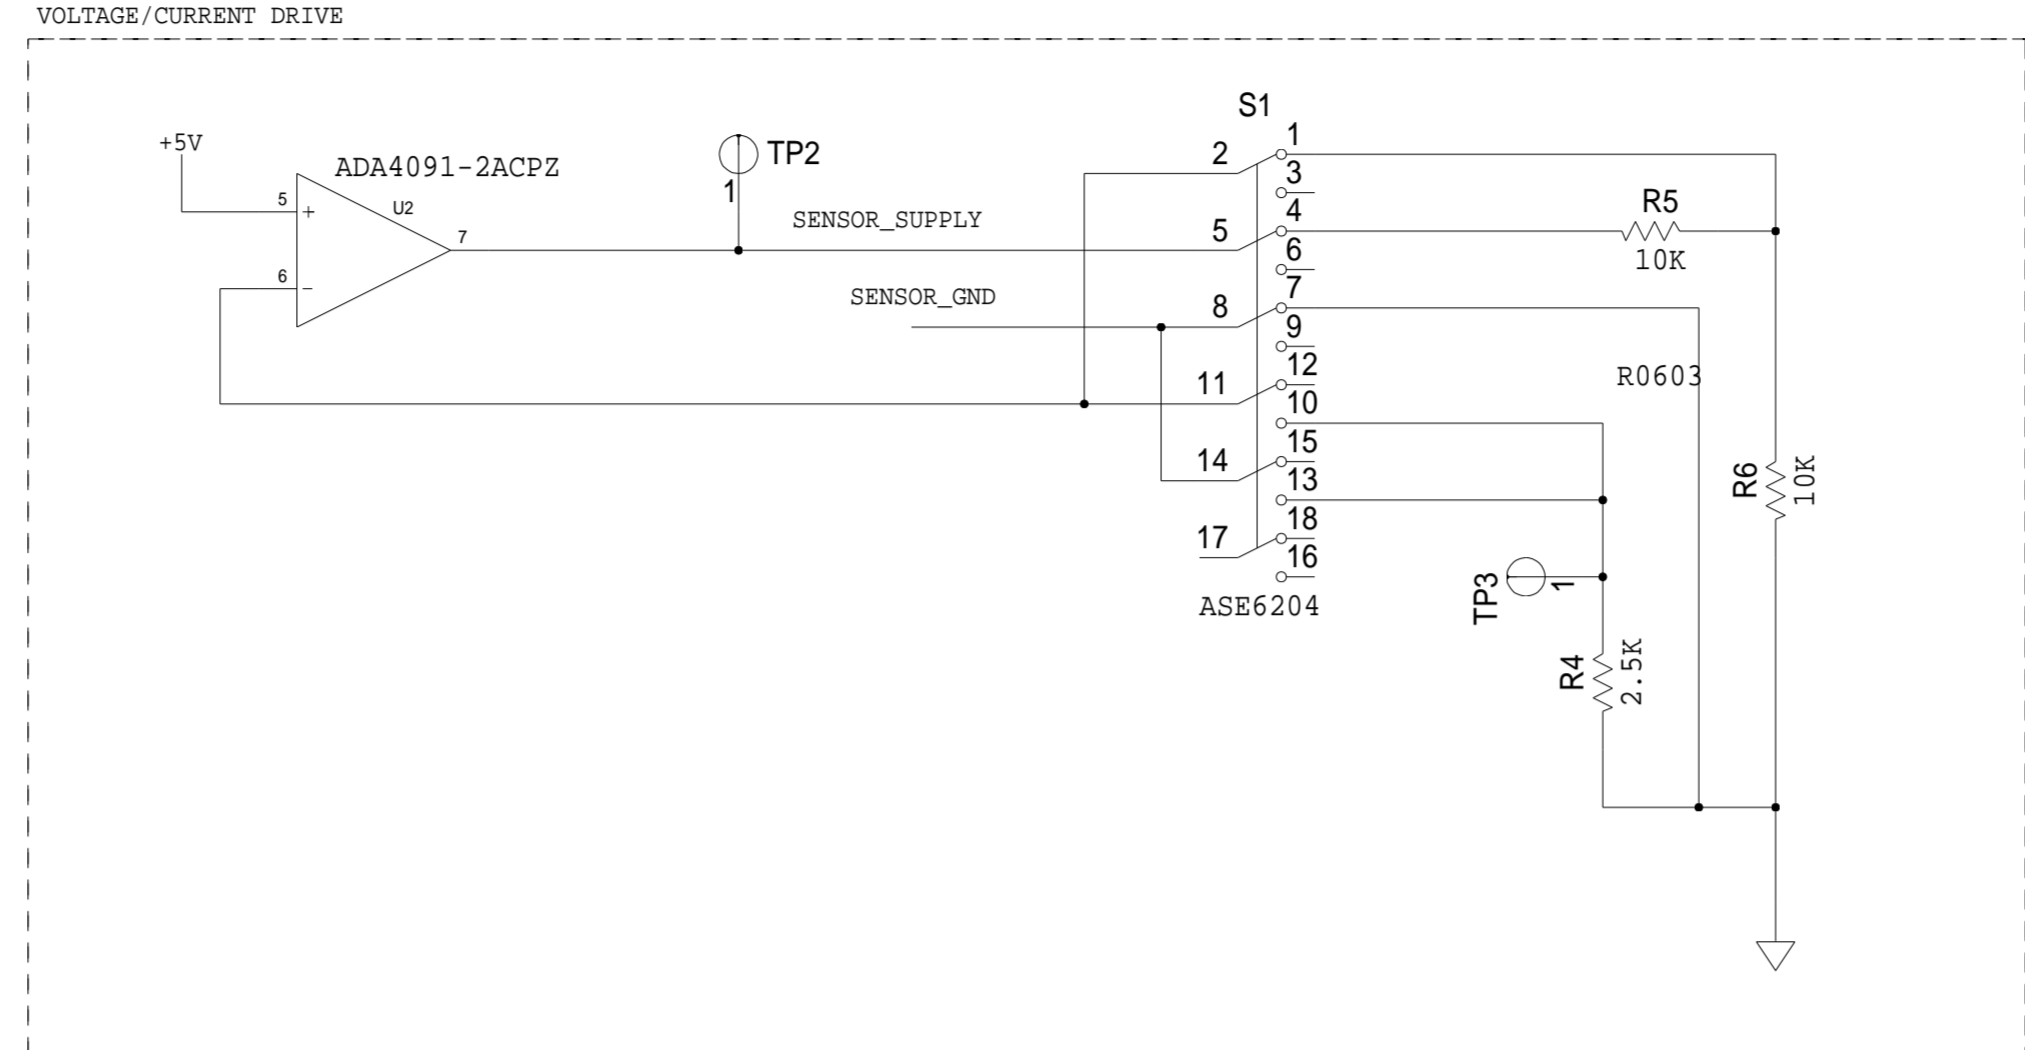 VOLTAGE/CURRENT DRIVE
S1
+5V
ADA4091-2ACPZ
U2
5
+
6
−
7
TP2
1
SENSOR_SUPPLY
SENSOR_GND
2
1
3
5
4
6
8
7
9
11
12
10
14
15
13
17
18
16
ASE6204
R5
10K
R0603
R6
10K
TP3
1
R4
2.5K